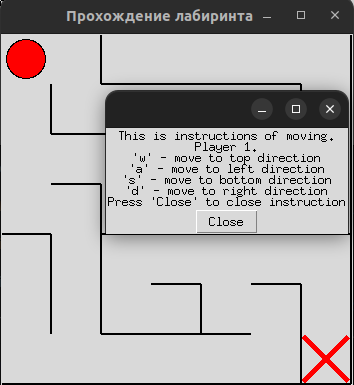 Прохождение лабиринта
This is instructions of moving.
Player 1.
'w' - move to top direction
'a' - move to left direction
's' - move to bottom direction
'd' - move to right direction
Press 'Close' to close instruction
Close